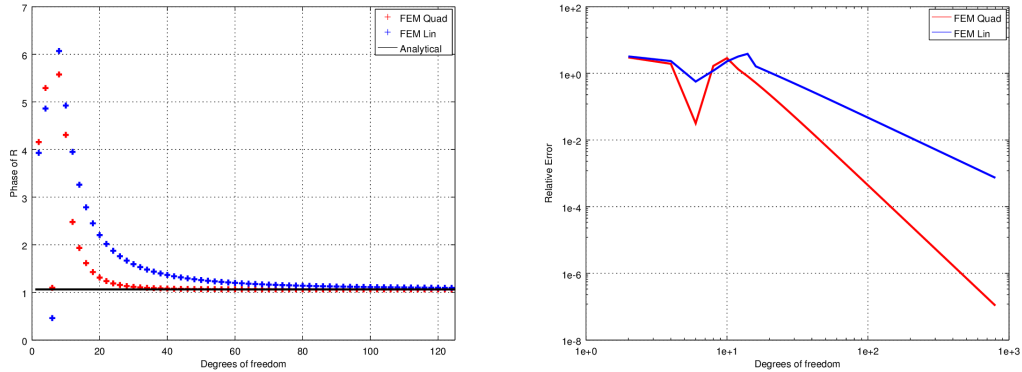 7
6
5
4
3
2
1
0
Phase of R
0 20 40 60 80 100 120
Degrees of freedom
FEM Quad
FEM Lin
Analytical
1e+2
1e+0
1e-2
1e-4
1e-6
1e-8
Relative Error
1e+0 1e+1 1e+2 1e+3
Degrees of freedom
FEM Quad
FEM Lin